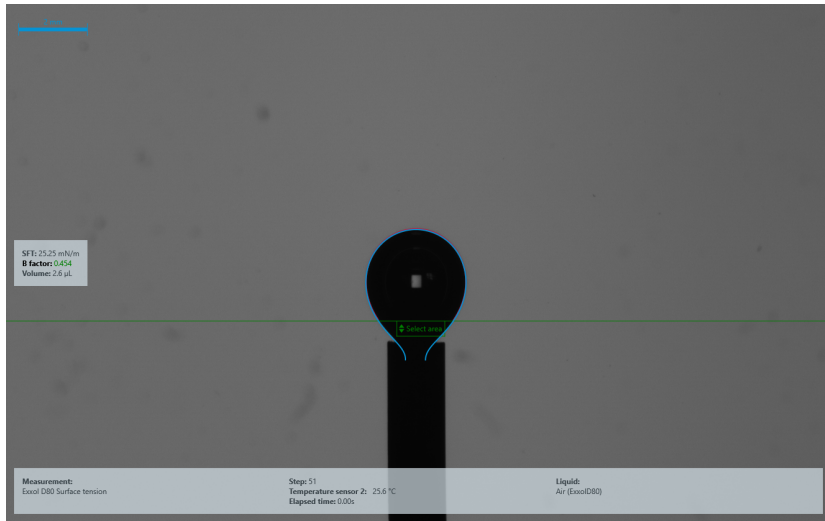 SFT: 25.25 mN/m
B factor: 0.454
Volume: 2.6 µL
Select area
Measurement:
Exxol D80 Surface tension
Step: 51
Temperature sensor 2: 25.6 °C
Elapsed time: 0.00s
Liquid:
Air (ExxolD80)